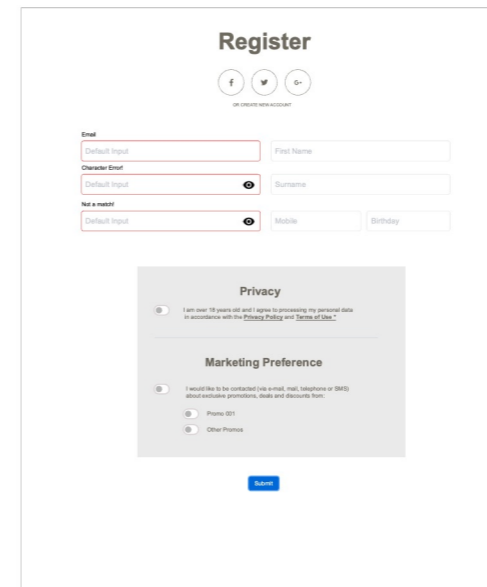 Register
f G+
OR CREATE NEW ACCOUNT
Email
Default Input First Name
Character Error!
Default Input Surname
Not a match!
Default Input Mobile Birthday
Privacy
I am over 18 years old and I agree to processing my personal data
in accordance with the Privacy Policy and Terms of Use *
Marketing Preference
I would like to be contacted (via e-mail, mail, telephone or SMS)
about exclusive promotions, deals and discounts from:
Promo 001
Other Promos
Submit